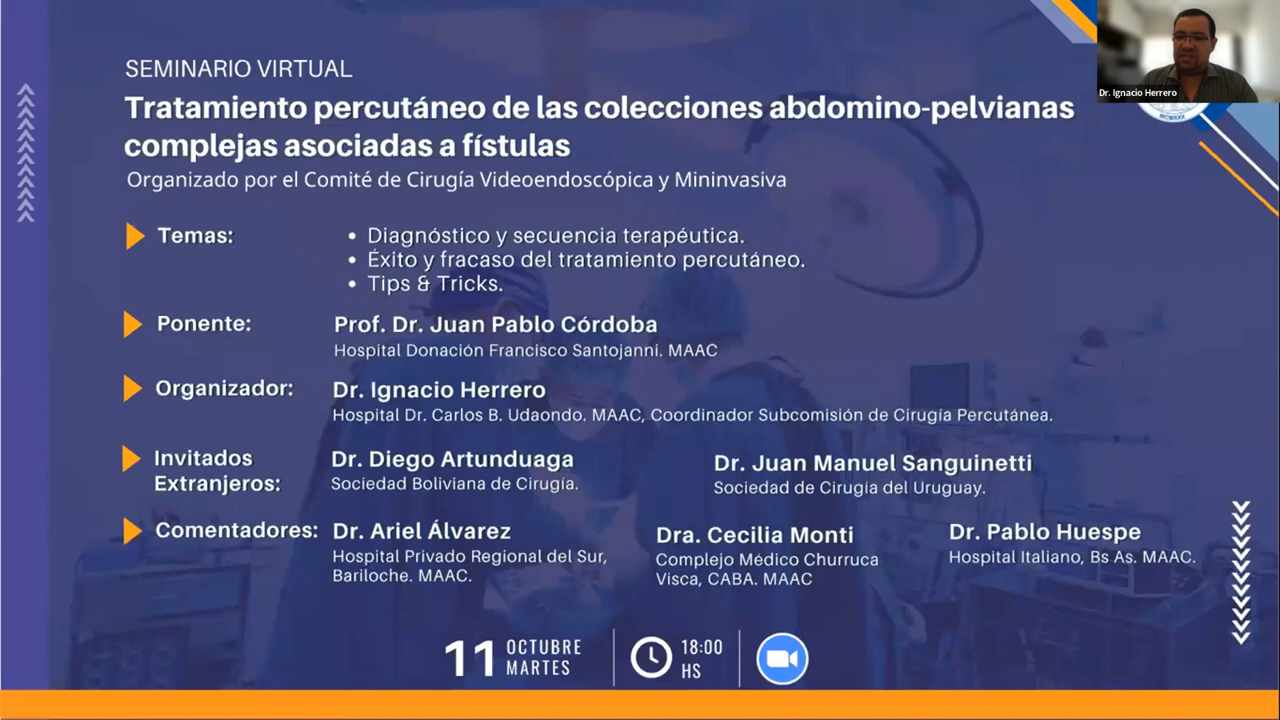 SEMINARIO VIRTUAL
Tratamiento percutáneo de las colecciones abdomino-pelvianas
complejas asociadas a fístulas
Organizado por el Comité de Cirugía Videoendoscópica y Mininvasiva
Dr. Ignacio Herrero
MCMXXX
Temas:
• Diagnóstico y secuencia terapéutica.
• Éxito y fracaso del tratamiento percutáneo.
• Tips & Tricks.
Ponente:
Prof. Dr. Juan Pablo Córdoba
Hospital Donación Francisco Santojanni. MAAC
Organizador:
Dr. Ignacio Herrero
Hospital Dr. Carlos B. Udaondo. MAAC, Coordinador Subcomisión de Cirugía Percutánea.
Invitados
Extranjeros:
Dr. Diego Artunduaga
Sociedad Boliviana de Cirugía.
Dr. Juan Manuel Sanguinetti
Sociedad de Cirugía del Uruguay.
Comentadores:
Dr. Ariel Álvarez
Hospital Privado Regional del Sur,
Bariloche. MAAC.
Dra. Cecilia Monti
Complejo Médico Churruca
Visca, CABA. MAAC
Dr. Pablo Huespe
Hospital Italiano, Bs As. MAAC.
11 OCTUBRE
MARTES
18:00
HS